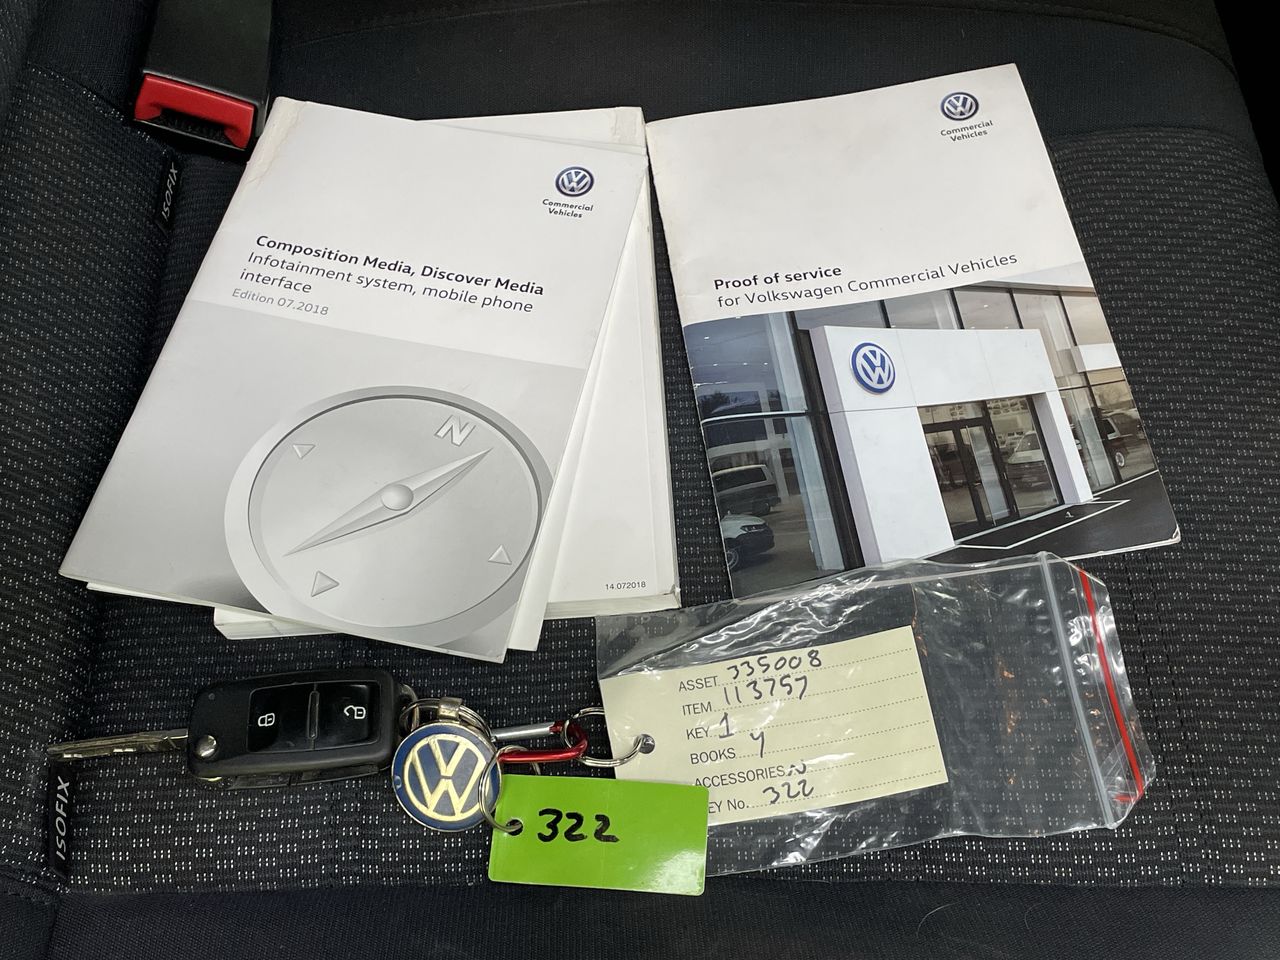 ISOFIX
Commercial
Vehicles
Composition Media, Discover Media
Infotainment system, mobile phone
interface
Edition 07.2018
N
14.072018
Commercial
Vehicles
Proof of service
for Volkswagen Commercial Vehicles
ASSET 335008
ITEM 113757
KEY 1
BOOKS Y
ACCESSORIES N
EY No. 322
322
ISOFIX